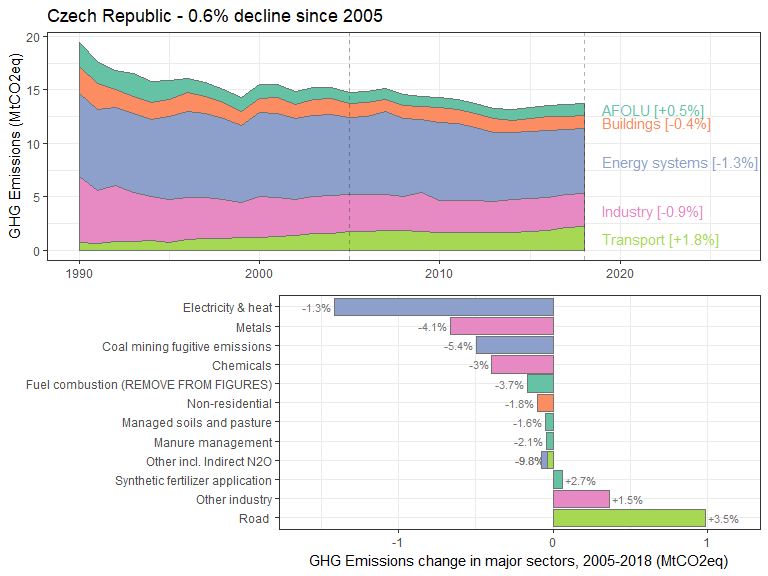 Czech Republic - 0.6% decline since 2005
GHG Emissions (MtCO2eq)
20
15
10
5
0
AFOLU [+0.5%]
Buildings [-0.4%]
Energy systems [-1.3%]
Industry [-0.9%]
Transport [+1.8%]
1990
2000
2010
2020
Electricity & heat -1.3%
Metals -4.1%
Coal mining fugitive emissions -5.4%
Chemicals -3%
Fuel combustion (REMOVE FROM FIGURES) -3.7%
Non-residential -1.8%
Managed soils and pasture -1.6%
Manure management -2.1%
Other incl. Indirect N2O -9.8%
Synthetic fertilizer application +2.7%
Other industry +1.5%
Road +3.5%
-1
0
1
GHG Emissions change in major sectors, 2005-2018 (MtCO2eq)